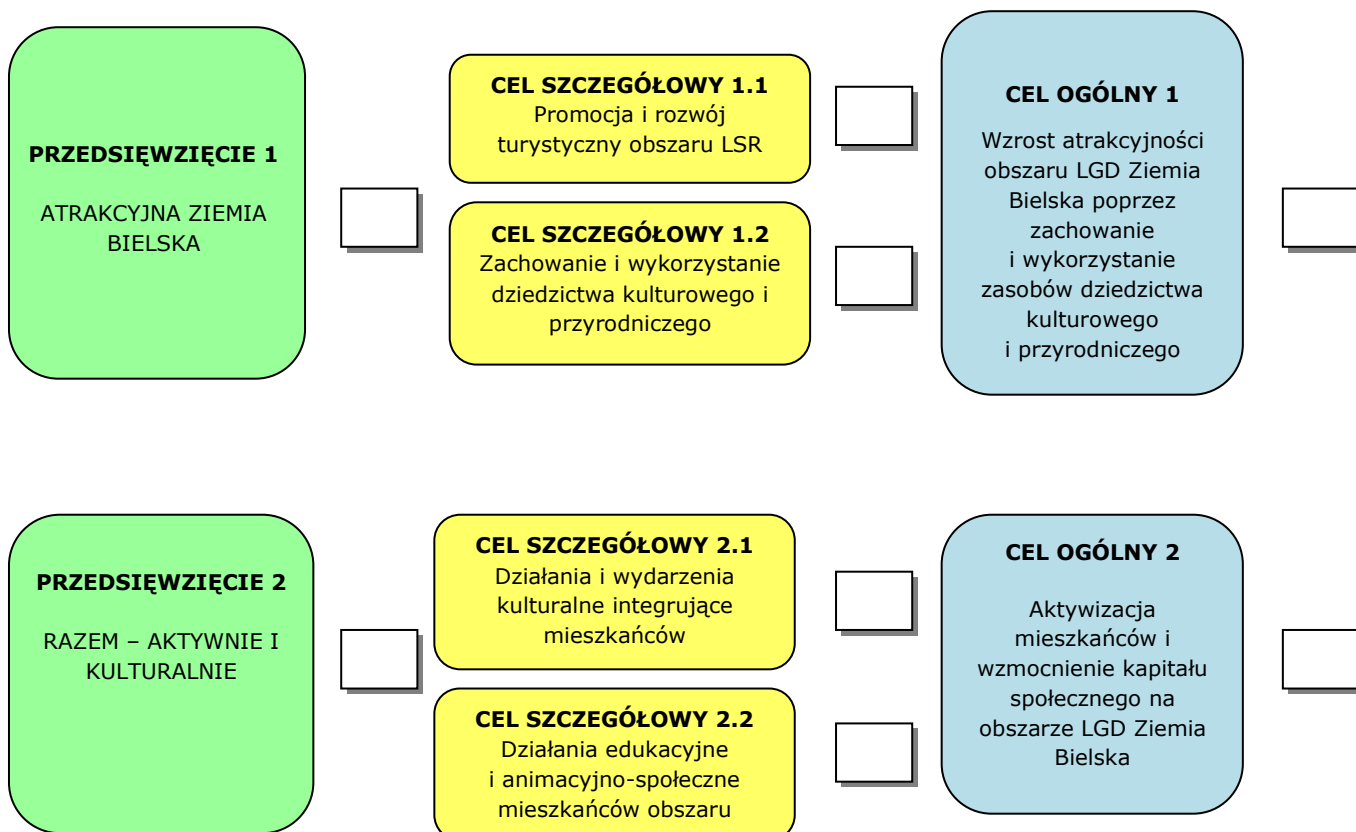 PRZEDSIĘWZIĘCIE 1
ATRAKCYJNA ZIEMIA
BIELSKA
CEL SZCZEGÓŁOWY 1.1
Promocja i rozwój
turystyczny obszaru LSR
CEL SZCZEGÓŁOWY 1.2
Zachowanie i wykorzystanie
dziedzictwa kulturowego i
przyrodniczego
CEL OGÓLNY 1
Wzrost atrakcyjności
obszaru LGD Ziemia
Bielska poprzez
zachowanie
i wykorzystanie
zasobów dziedzictwa
kulturowego
i przyrodniczego
PRZEDSIĘWZIĘCIE 2
RAZEM – AKTYWNIE I
KULTURALNIE
CEL SZCZEGÓŁOWY 2.1
Działania i wydarzenia
kulturalne integrujące
mieszkańców
CEL SZCZEGÓŁOWY 2.2
Działania edukacyjne
i animacyjno-społeczne
mieszkańców obszaru
CEL OGÓLNY 2
Aktywizacja
mieszkańców i
wzmocnienie kapitału
społecznego na
obszarze LGD Ziemia
Bielska